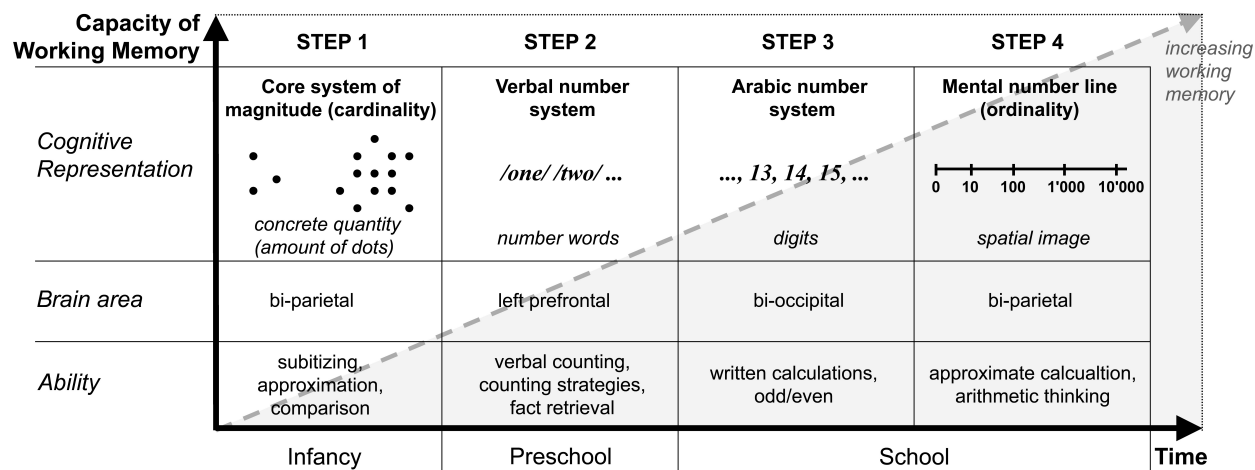 Capacity of
Working Memory
STEP 1
STEP 2
STEP 3
STEP 4
increasing
working
memory
Cognitive
Representation
Core system of
magnitude (cardinality)
concrete quantity
(amount of dots)
Verbal number
system
/one/ /two/ ...
number words
Arabic number
system
..., 13, 14, 15, ...
digits
Mental number line
(ordinality)
0 10 100 1'000 10'000
spatial image
Brain area
bi-parietal
left prefrontal
bi-occipital
bi-parietal
Ability
subitizing,
approximation,
comparison
verbal counting,
counting strategies,
fact retrieval
written calculations,
odd/even
approximate calcualtion,
arithmetic thinking
Infancy
Preschool
School
Time